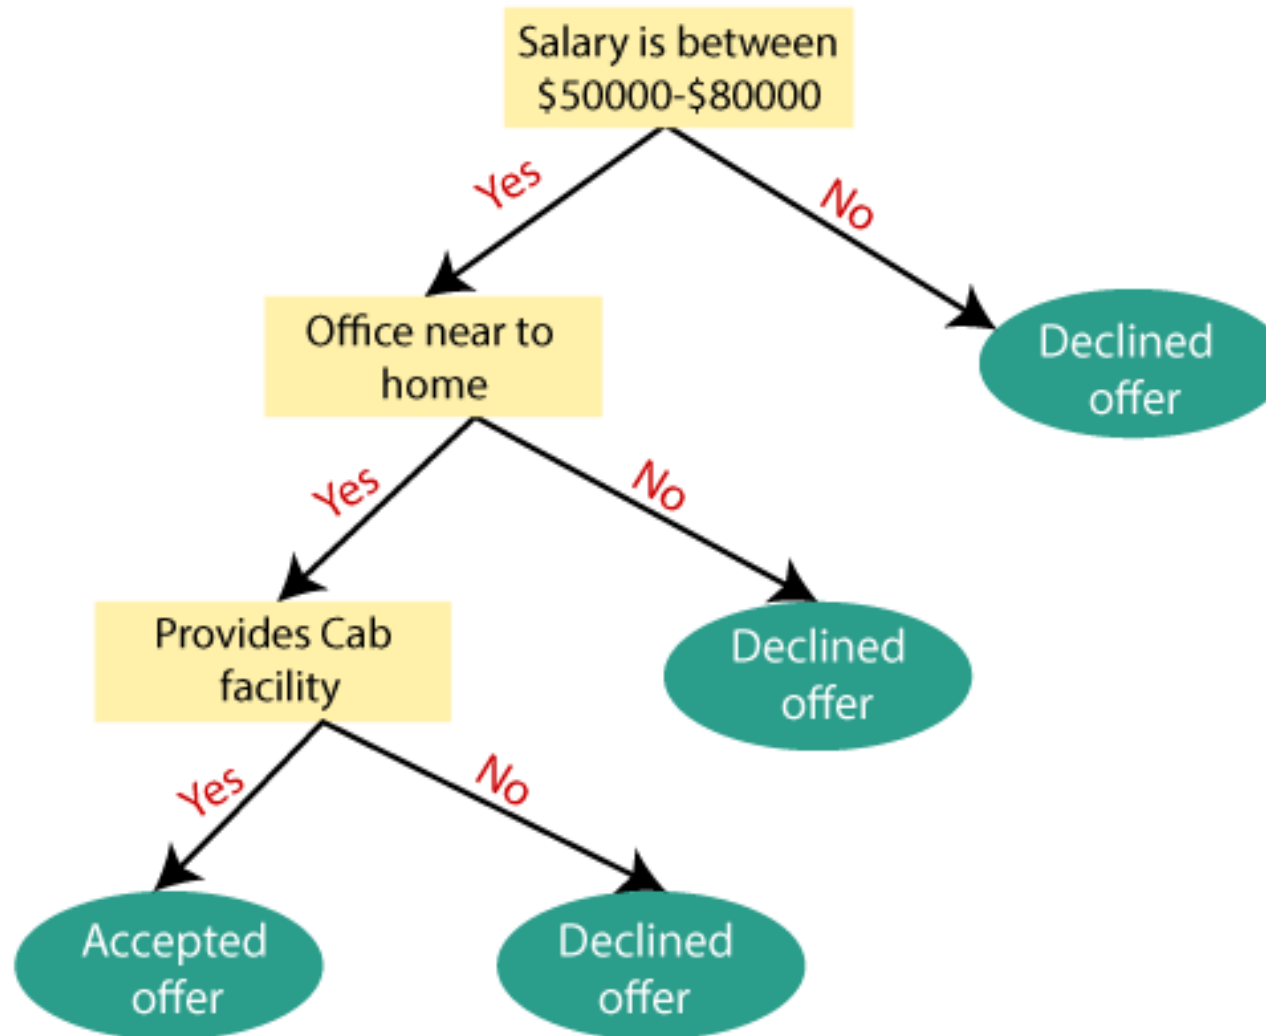 Salary is between
$50000-$80000
Yes
No
Office near to
home
Declined
offer
Yes
No
Provides Cab
facility
Declined
offer
Yes
No
Accepted
offer
Declined
offer